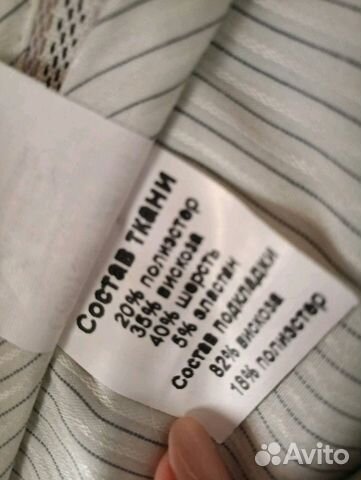 Состав ткани
20% полиэстер
35% вискоза
40% шерсть
5% эластан
Состав подкладки
82% вискоза
18% полиэстер
Avito